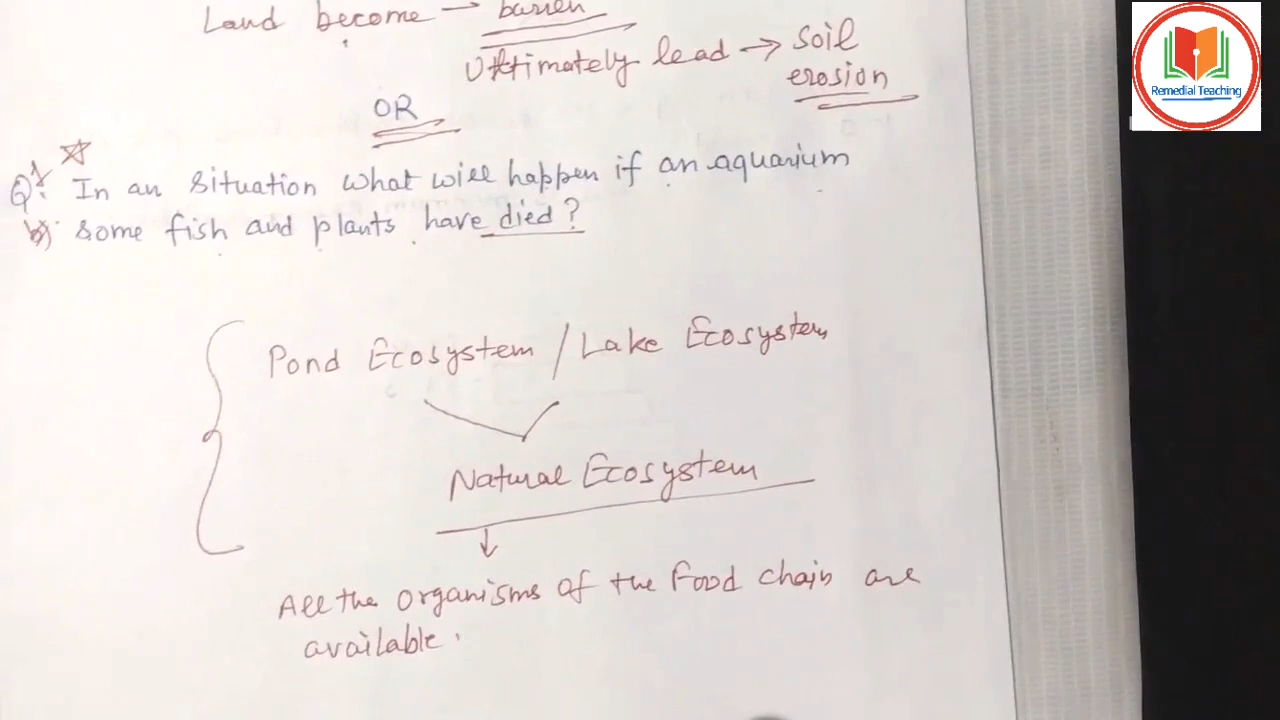 Land become → barren
Ultimately lead → Soil
erosion
OR
Q1. In an situation what will happen if an aquarium
b) some fish and plants have died?
Pond Ecosystem / Lake Ecosystem
Natural Ecosystem
All the organisms of the food chain are
available.
Remedial Teaching